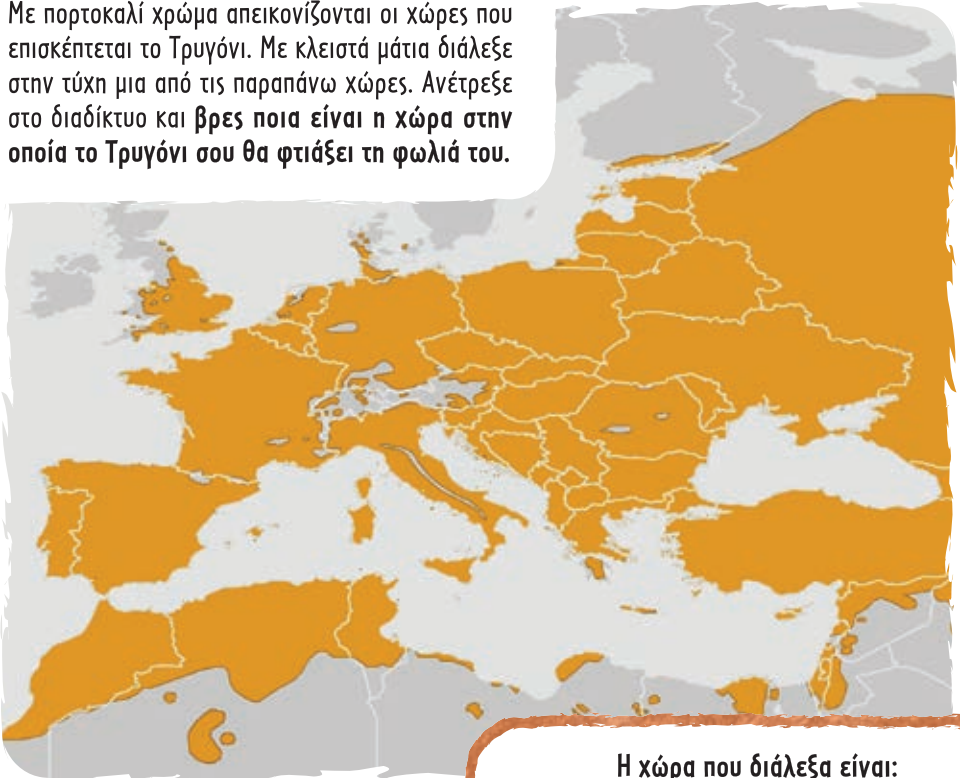 Με πορτοκαλί χρώμα απεικονίζονται οι χώρες που
επισκέπτεται το Τρυγόνι. Με κλειστά μάτια διάλεξε
στην τύχη μια από τις παραπάνω χώρες. Ανέτρεξε
στο διαδίκτυο και βρες ποια είναι η χώρα στην
οποία το Τρυγόνι σου θα φτιάξει τη φωλιά του.
Η χώρα που διάλεξα είναι: